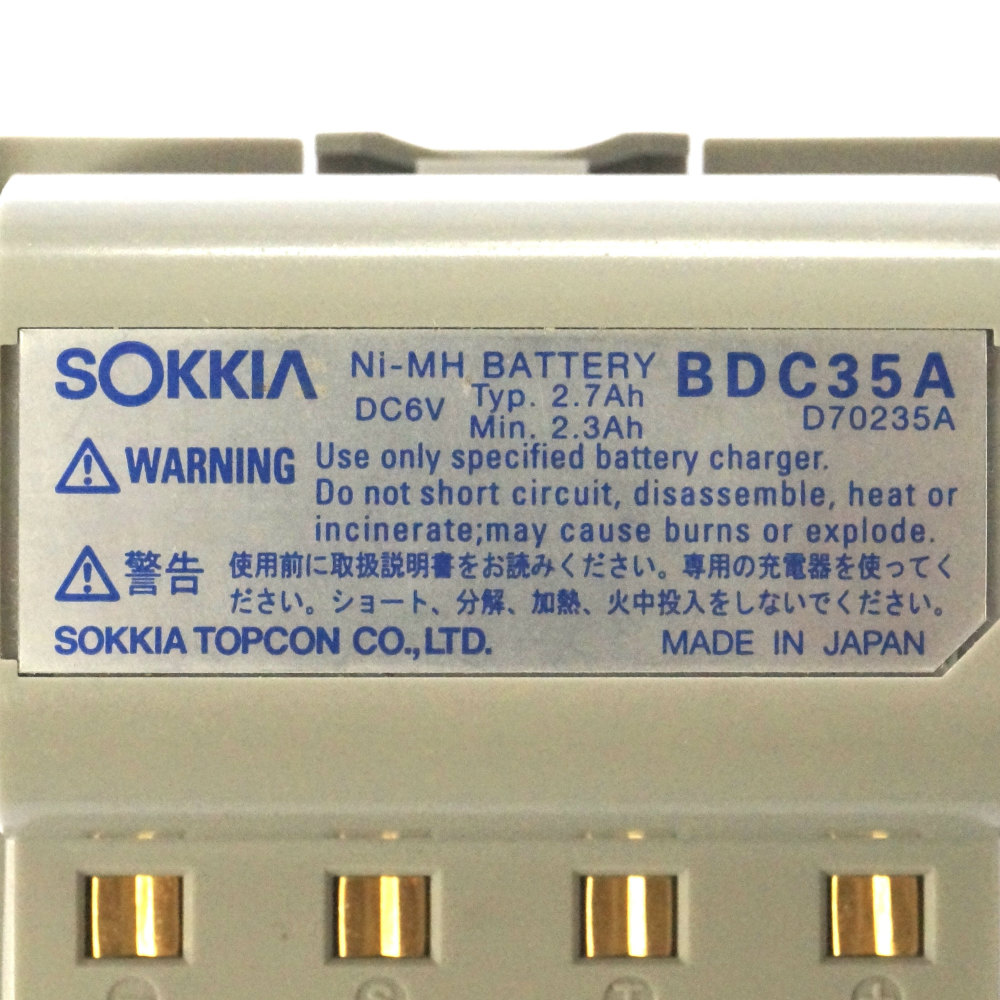 SOKKIA Ni-MH BATTERY BDC35A
DC6V Typ. 2.7Ah D70235A
Min. 2.3Ah
WARNING Use only specified battery charger.
Do not short circuit, disassemble, heat or
incinerate;may cause burns or explode.
警告 使用前に取扱説明書をお読みください。専用の充電器を使ってく
ださい。ショート、分解、加熱、火中投入をしないでください。
SOKKIA TOPCON CO.,LTD. MADE IN JAPAN